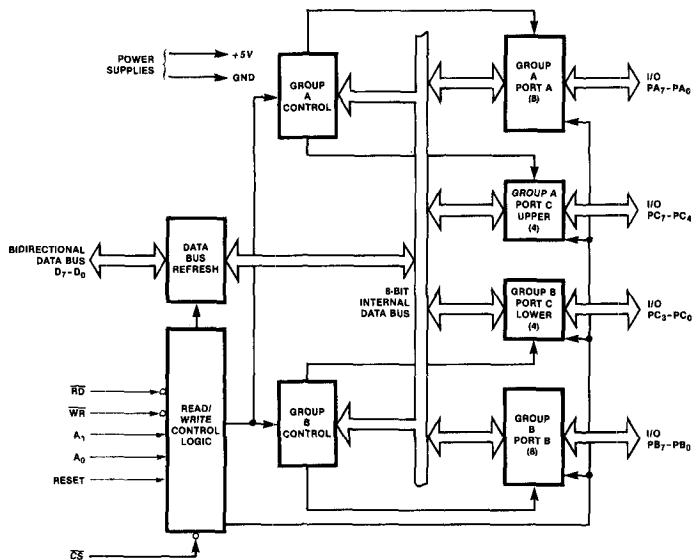 POWER
SUPPLIES
+5V
GND
GROUP
A
CONTROL
GROUP
A
PORT A
(8)
I/O
PA7-PA0
GROUP A
PORT C
UPPER
(4)
I/O
PC7-PC4
BIDIRECTIONAL
DATA BUS
D7-D0
DATA
BUS
REFRESH
8-BIT
INTERNAL
DATA BUS
GROUP B
PORT C
LOWER
(4)
I/O
PC3-PC0
RD
WR
A1
A0
RESET
CS
READ/
WRITE
CONTROL
LOGIC
GROUP
B
CONTROL
GROUP
B
PORT B
(8)
I/O
PB7-PB0